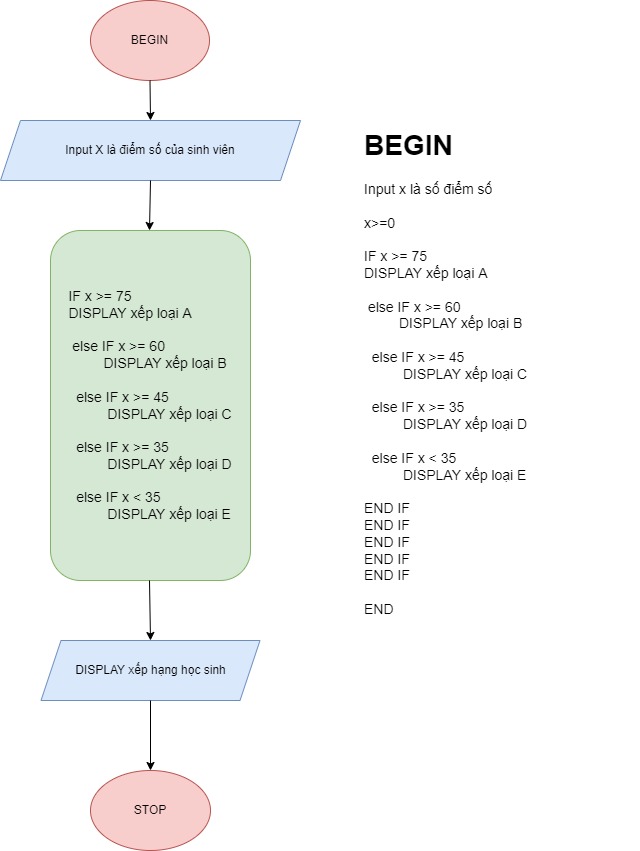 BEGIN
Input X là điểm số của sinh viên
IF x >= 75
DISPLAY xếp loại A
else IF x >= 60
DISPLAY xếp loại B
else IF x >= 45
DISPLAY xếp loại C
else IF x >= 35
DISPLAY xếp loại D
else IF x < 35
DISPLAY xếp loại E
DISPLAY xếp hạng học sinh
STOP
BEGIN
Input x là số điểm số
x>=0
IF x >= 75
DISPLAY xếp loại A
else IF x >= 60
DISPLAY xếp loại B
else IF x >= 45
DISPLAY xếp loại C
else IF x >= 35
DISPLAY xếp loại D
else IF x < 35
DISPLAY xếp loại E
END IF
END IF
END IF
END IF
END IF
END